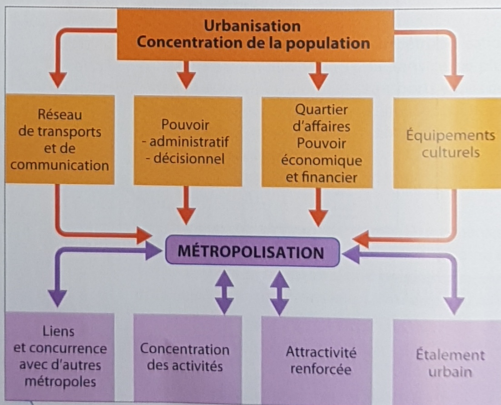 Urbanisation
Concentration de la population
Réseau
de transports
et de
communication
Pouvoir
- administratif
- décisionnel
Quartier
d'affaires
Pouvoir
économique
et financier
Équipements
culturels
MÉTROPOLISATION
Liens
et concurrence
avec d'autres
métropoles
Concentration
des activités
Attractivité
renforcée
Étalement
urbain